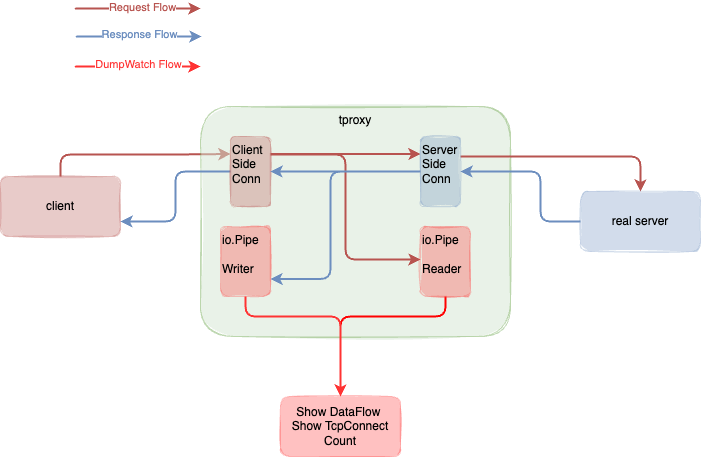 Request Flow
Response Flow
DumpWatch Flow
tproxy
Client
Side
Conn
Server
Side
Conn
client
real server
io.Pipe
Writer
io.Pipe
Reader
Show DataFlow
Show TcpConnect
Count